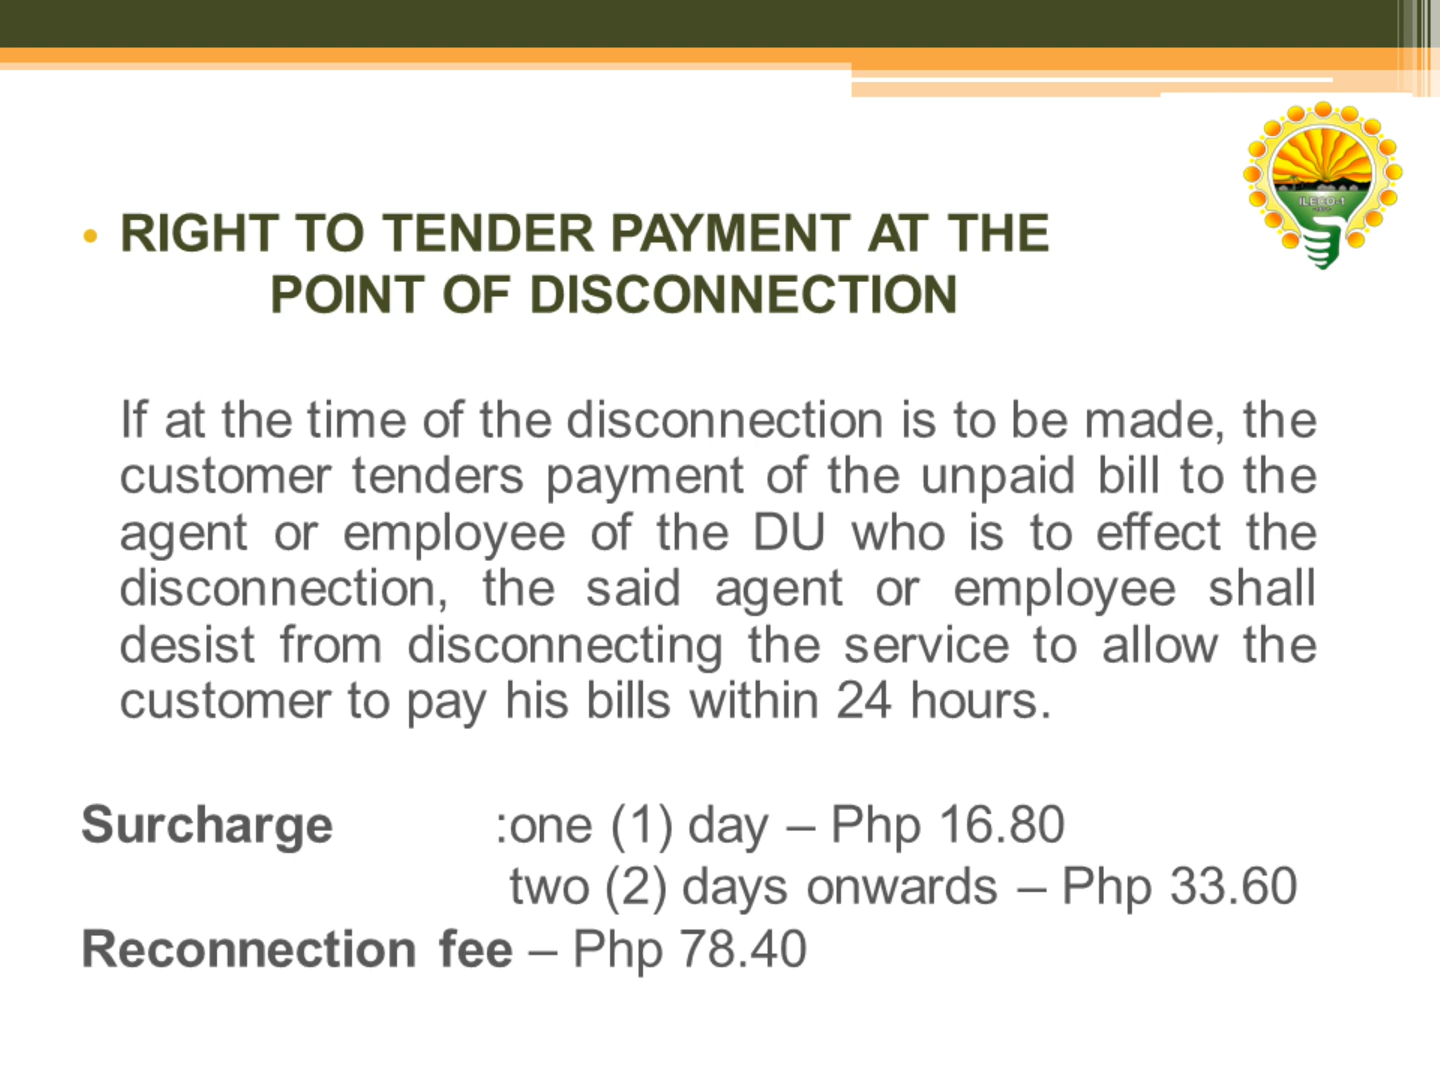 ILECO-1
• RIGHT TO TENDER PAYMENT AT THE
POINT OF DISCONNECTION
If at the time of the disconnection is to be made, the
customer tenders payment of the unpaid bill to the
agent or employee of the DU who is to effect the
disconnection, the said agent or employee shall
desist from disconnecting the service to allow the
customer to pay his bills within 24 hours.
Surcharge :one (1) day – Php 16.80
two (2) days onwards – Php 33.60
Reconnection fee – Php 78.40